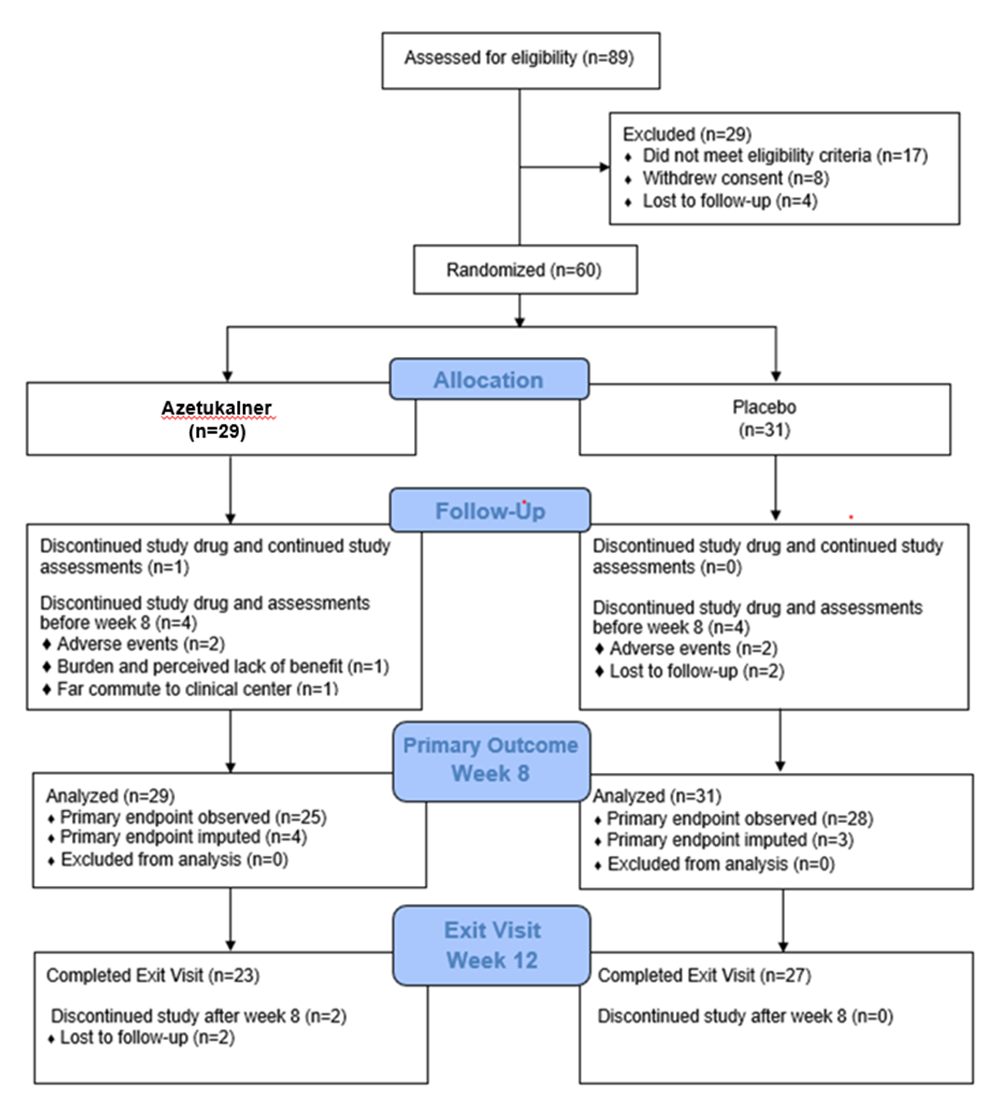 Assessed for eligibility (n=89)
Excluded (n=29)
♦ Did not meet eligibility criteria (n=17)
♦ Withdrew consent (n=8)
♦ Lost to follow-up (n=4)
Randomized (n=60)
Allocation
Azetukalner
(n=29)
Placebo
(n=31)
Follow-Up
Discontinued study drug and continued study
assessments (n=1)
Discontinued study drug and assessments
before week 8 (n=4)
♦ Adverse events (n=2)
♦ Burden and perceived lack of benefit (n=1)
♦ Far commute to clinical center (n=1)
Discontinued study drug and continued study
assessments (n=0)
Discontinued study drug and assessments
before week 8 (n=4)
♦ Adverse events (n=2)
♦ Lost to follow-up (n=2)
Primary Outcome
Week 8
Analyzed (n=29)
♦ Primary endpoint observed (n=25)
♦ Primary endpoint imputed (n=4)
♦ Excluded from analysis (n=0)
Analyzed (n=31)
♦ Primary endpoint observed (n=28)
♦ Primary endpoint imputed (n=3)
♦ Excluded from analysis (n=0)
Exit Visit
Week 12
Completed Exit Visit (n=23)
Discontinued study after week 8 (n=2)
♦ Lost to follow-up (n=2)
Completed Exit Visit (n=27)
Discontinued study after week 8 (n=0)